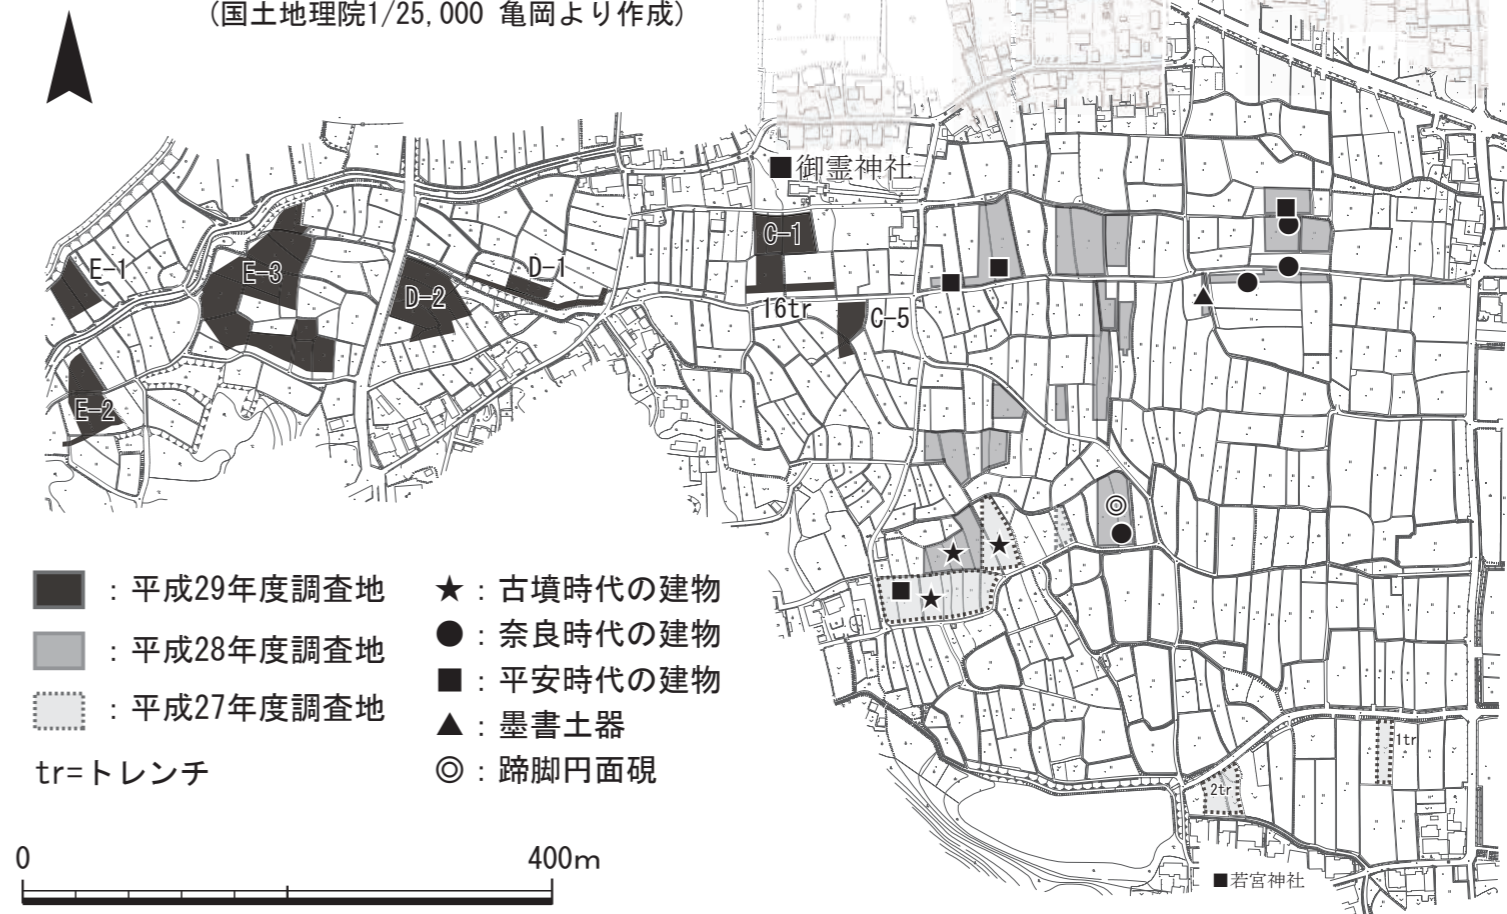 (国土地理院1/25,000 亀岡より作成)
■御霊神社
E-1
E-3
D-2
D-1
C-1
16tr
C-5
E-2
：平成29年度調査地
：平成28年度調査地
：平成27年度調査地
tr=トレンチ
★：古墳時代の建物
●：奈良時代の建物
■：平安時代の建物
▲：墨書土器
◎：蹄脚円面硯
0 400m
1tr
2tr
■若宮神社